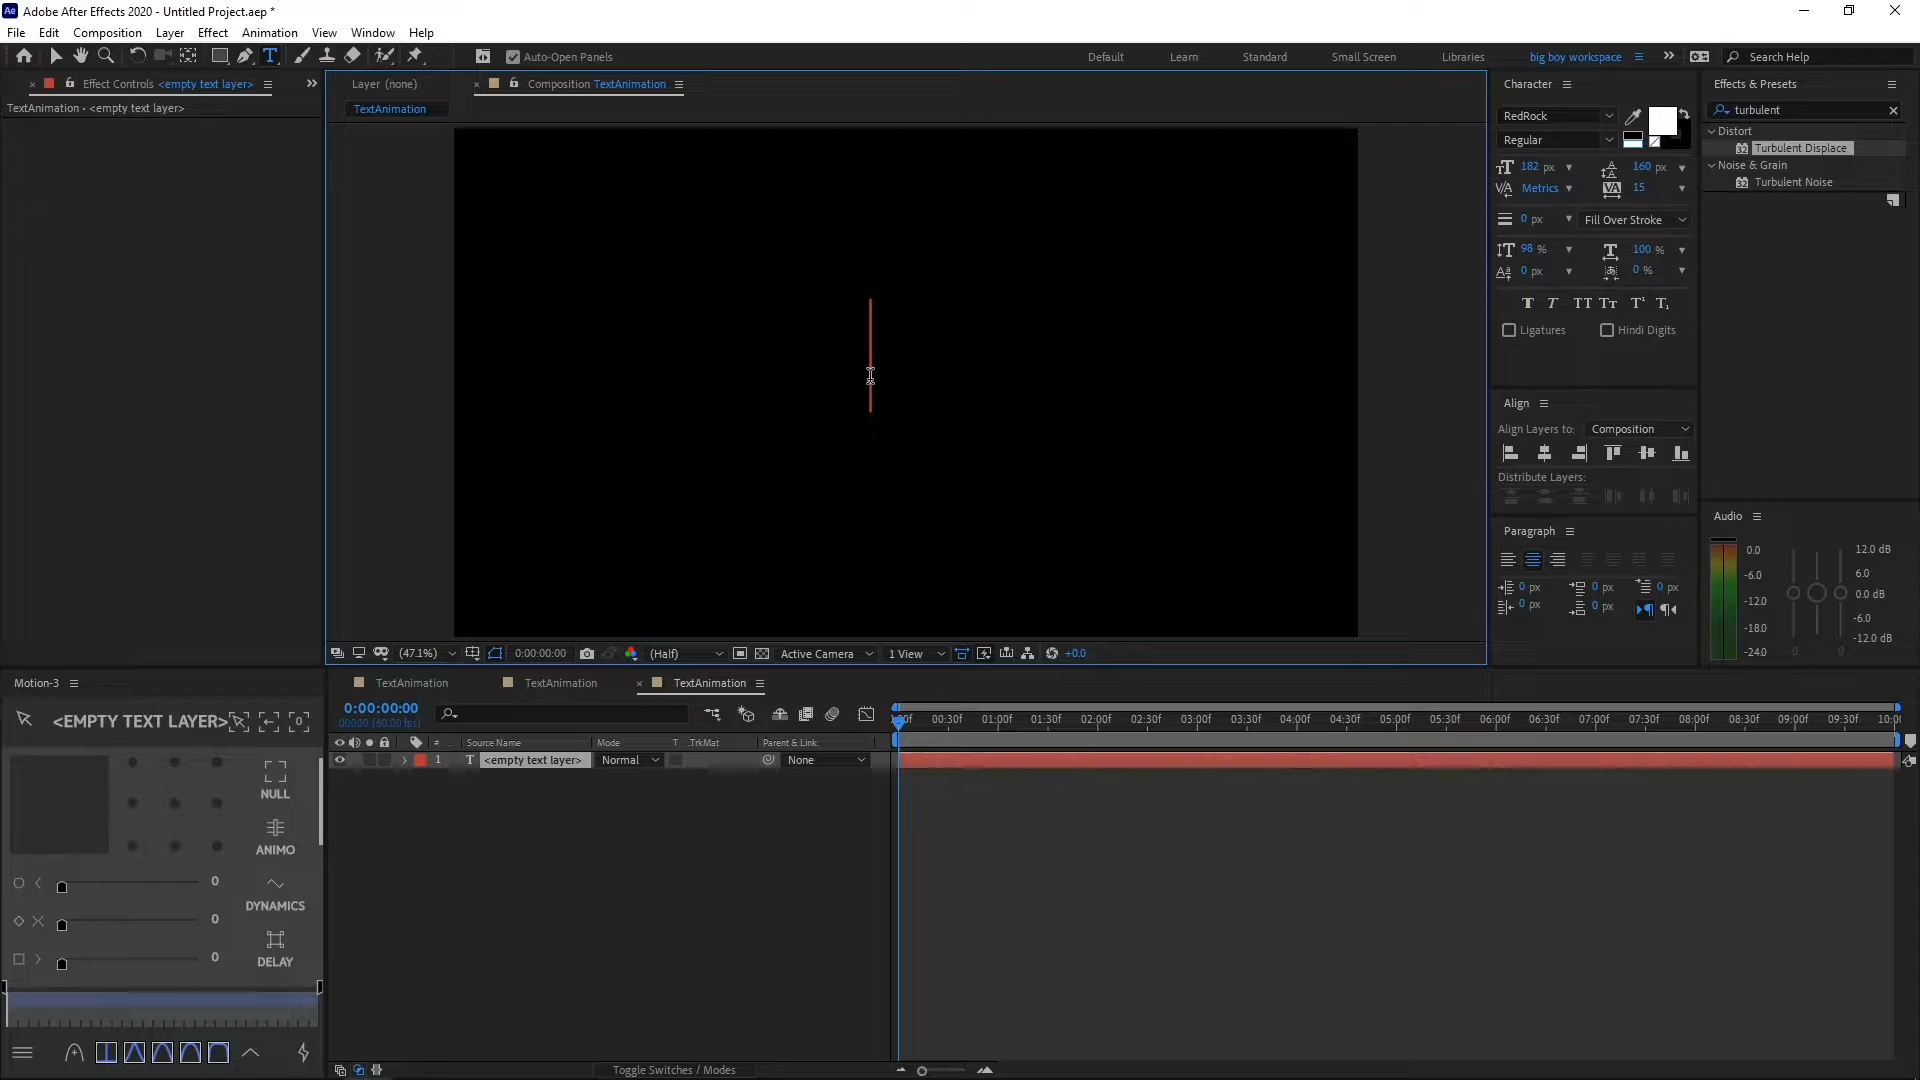 Adobe After Effects 2020 - Untitled Project.aep *
File Edit Composition Layer Effect Animation View Window Help
Auto-Open Panels
Default Learn Standard Small Screen Libraries big boy workspace Search Help
Effect Controls <empty text layer>
TextAnimation • <empty text layer>
Layer (none)
Composition TextAnimation
TextAnimation
Character
RedRock
Regular
182 px 160 px
Metrics 15
0 px Fill Over Stroke
98 % 100 %
0 px 0 %
Ligatures Hindi Digits
Align
Align Layers to: Composition
Distribute Layers:
Paragraph
0 px 0 px 0 px
0 px 0 px
Effects & Presets
turbulent
Distort
Turbulent Displace
Noise & Grain
Turbulent Noise
Audio
0.0 12.0 dB
-6.0 6.0
-12.0 0.0 dB
-18.0 -6.0
-24.0 -12.0 dB
0 0
(47.1%) 0:00:00:00 (Half) Active Camera 1 View +0.0
Motion-3
<EMPTY TEXT LAYER>
NULL
ANIMO
0
DYNAMICS
0
DELAY
0
TextAnimation TextAnimation TextAnimation
0:00:00:00
00000 (60.00 fps)
# Source Name Mode T .TrkMat Parent & Link
1 T <empty text layer> Normal None
:00f 00:30f 01:00f 01:30f 02:00f 02:30f 03:00f 03:30f 04:00f 04:30f 05:00f 05:30f 06:00f 06:30f 07:00f 07:30f 08:00f 08:30f 09:00f 09:30f 10:0
Toggle Switches / Modes